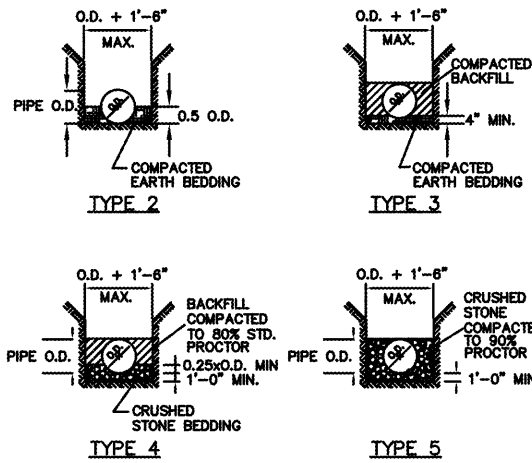 O.D. + 1'-6"
MAX.
PIPE O.D.
O.D.
0.5 O.D.
COMPACTED
EARTH BEDDING
TYPE 2
O.D. + 1'-6"
MAX.
COMPACTED
BACKFILL
O.D.
4" MIN.
COMPACTED
EARTH BEDDING
TYPE 3
O.D. + 1'-6"
MAX.
BACKFILL
COMPACTED
TO 80% STD.
PROCTOR
PIPE O.D.
O.D.
0.25xO.D. MIN
1'-0" MIN.
CRUSHED
STONE BEDDING
TYPE 4
O.D. + 1'-6"
MAX.
CRUSHED
STONE
COMPACTE
TO 90%
PROCTOR
PIPE O.D.
O.D.
1'-0" MIN
TYPE 5